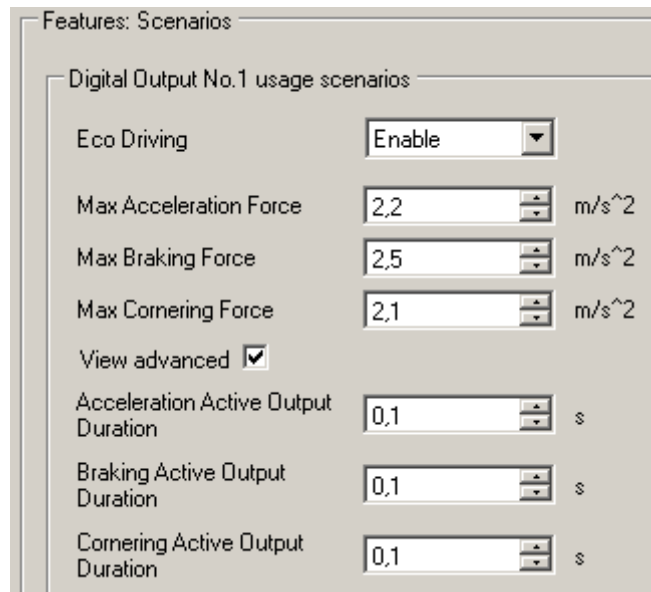 Features: Scenarios
Digital Output No.1 usage scenarios
Eco Driving Enable
Max Acceleration Force 2,2 m/s^2
Max Braking Force 2,5 m/s^2
Max Cornering Force 2,1 m/s^2
View advanced
Acceleration Active Output
Duration 0,1 s
Braking Active Output
Duration 0,1 s
Cornering Active Output
Duration 0,1 s